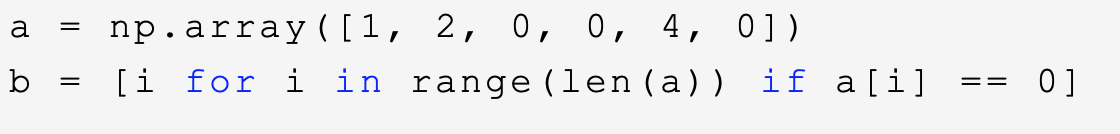 a = np.array([1, 2, 0, 0, 4, 0])
b = [i for i in range(len(a)) if a[i] == 0]